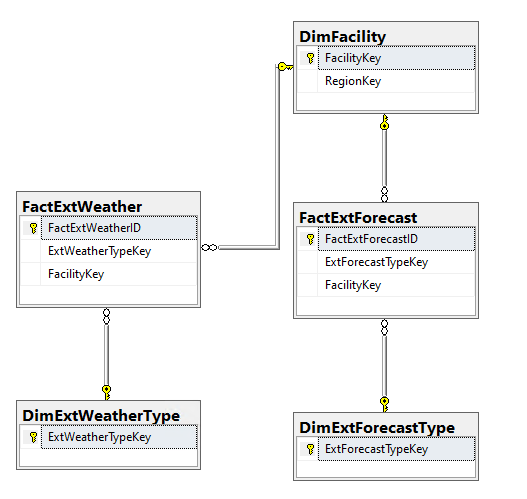 DimFacility
FacilityKey
RegionKey
FactExtWeather
FactExtWeatherID
ExtWeatherTypeKey
FacilityKey
FactExtForecast
FactExtForecastID
ExtForecastTypeKey
FacilityKey
DimExtWeatherType
ExtWeatherTypeKey
DimExtForecastType
ExtForecastTypeKey